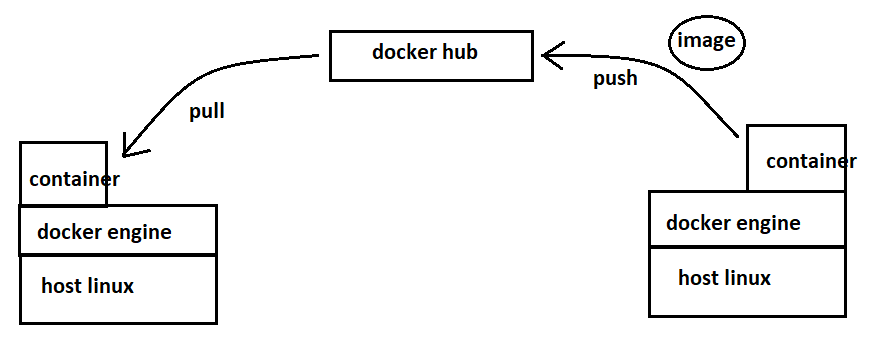 docker hub
image
push
pull
container
docker engine
host linux
container
docker engine
host linux